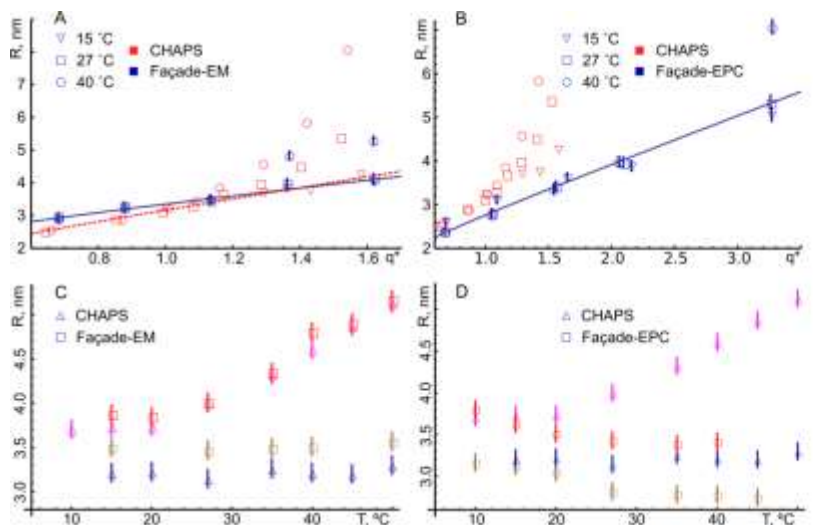 A
R, nm
15 ˚C
27 ˚C
40 ˚C
CHAPS
Façade-EM
7
6
5
4
3
2
0.8
1.0
1.2
1.4
1.6
q*
B
R, nm
15 ˚C
27 ˚C
40 ˚C
CHAPS
Façade-EPC
6
5
4
3
2
1.0
1.5
2.0
2.5
3.0
q*
C
R, nm
CHAPS
Façade-EM
4.5
4.0
3.5
3.0
10
20
30
40
T, ºC
D
R, nm
CHAPS
Façade-EPC
4.5
4.0
3.5
3.0
10
20
30
40
T, ºC